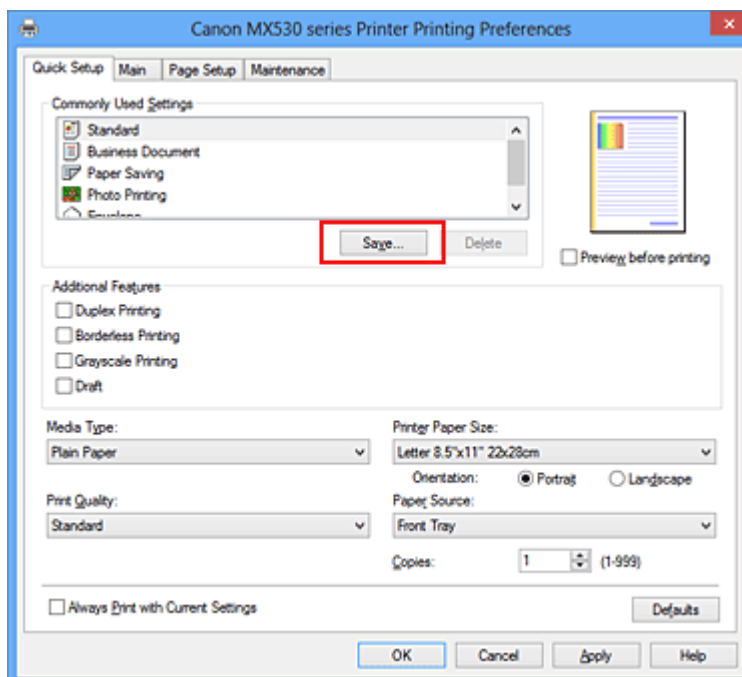 Canon MX530 series Printer Printing Preferences
Quick Setup Main Page Setup Maintenance
Commonly Used Settings
Standard
Business Document
Paper Saving
Photo Printing
Envelope
Save... Delete
Preview before printing
Additional Features
Duplex Printing
Borderless Printing
Grayscale Printing
Draft
Media Type:
Plain Paper
Printer Paper Size:
Letter 8.5"x11" 22x28cm
Orientation: Portrait Landscape
Print Quality:
Standard
Paper Source:
Front Tray
Copies: 1 (1-999)
Always Print with Current Settings Defaults
OK Cancel Apply Help